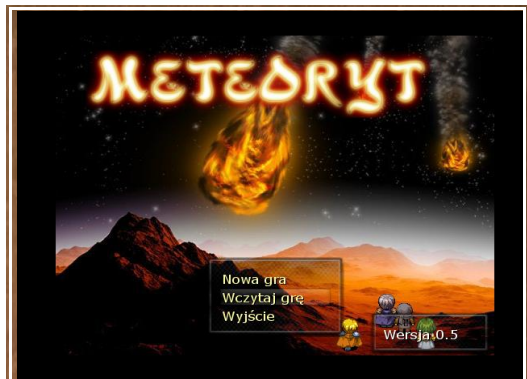 METEORYT
Nowa gra
Wczytaj grę
Wyjście
Wersja 0.5